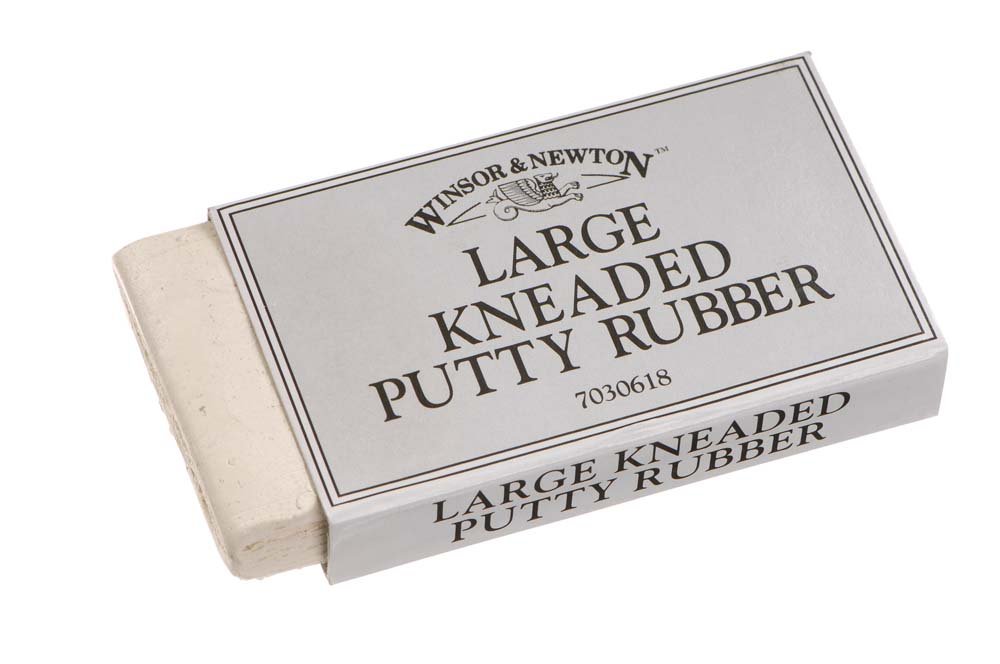 WINSOR & NEWTON™
LARGE
KNEADED
PUTTY RUBBER
7030618
LARGE KNEADED
PUTTY RUBBER